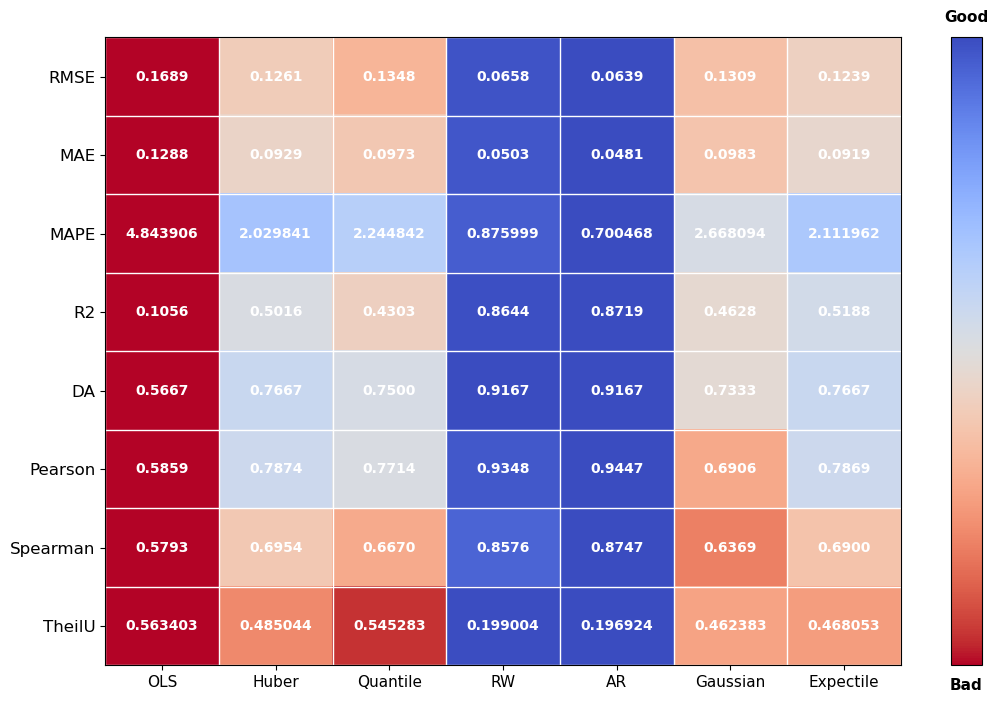 Good
RMSE 0.1689 0.1261 0.1348 0.0658 0.0639 0.1309 0.1239
MAE 0.1288 0.0929 0.0973 0.0503 0.0481 0.0983 0.0919
MAPE 4.843906 2.029841 2.244842 0.875999 0.700468 2.668094 2.111962
R2 0.1056 0.5016 0.4303 0.8644 0.8719 0.4628 0.5188
DA 0.5667 0.7667 0.7500 0.9167 0.9167 0.7333 0.7667
Pearson 0.5859 0.7874 0.7714 0.9348 0.9447 0.6906 0.7869
Spearman 0.5793 0.6954 0.6670 0.8576 0.8747 0.6369 0.6900
TheilU 0.563403 0.485044 0.545283 0.199004 0.196924 0.462383 0.468053
OLS Huber Quantile RW AR Gaussian Expectile
Bad